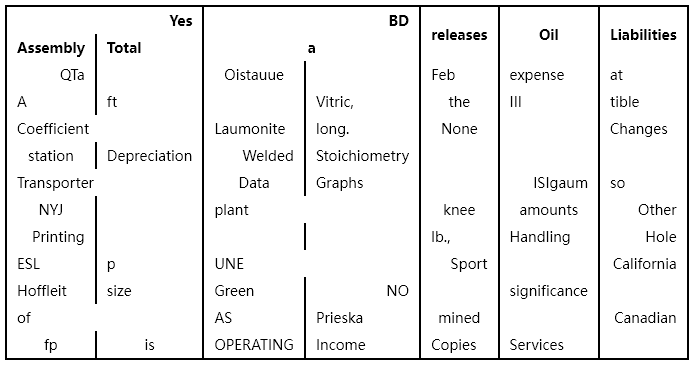 Yes BD releases Oil Liabilities
Assembly Total a
QTa Oistauue Feb expense at
A ft Vitric, the III tible
Coefficient Laumonite long. None Changes
station Depreciation Welded Stoichiometry
Transporter Data Graphs ISIgaum so
NYJ plant knee amounts Other
Printing lb., Handling Hole
ESL p UNE Sport California
Hoffleit size Green NO significance
of AS Prieska mined Canadian
fp is OPERATING Income Copies Services